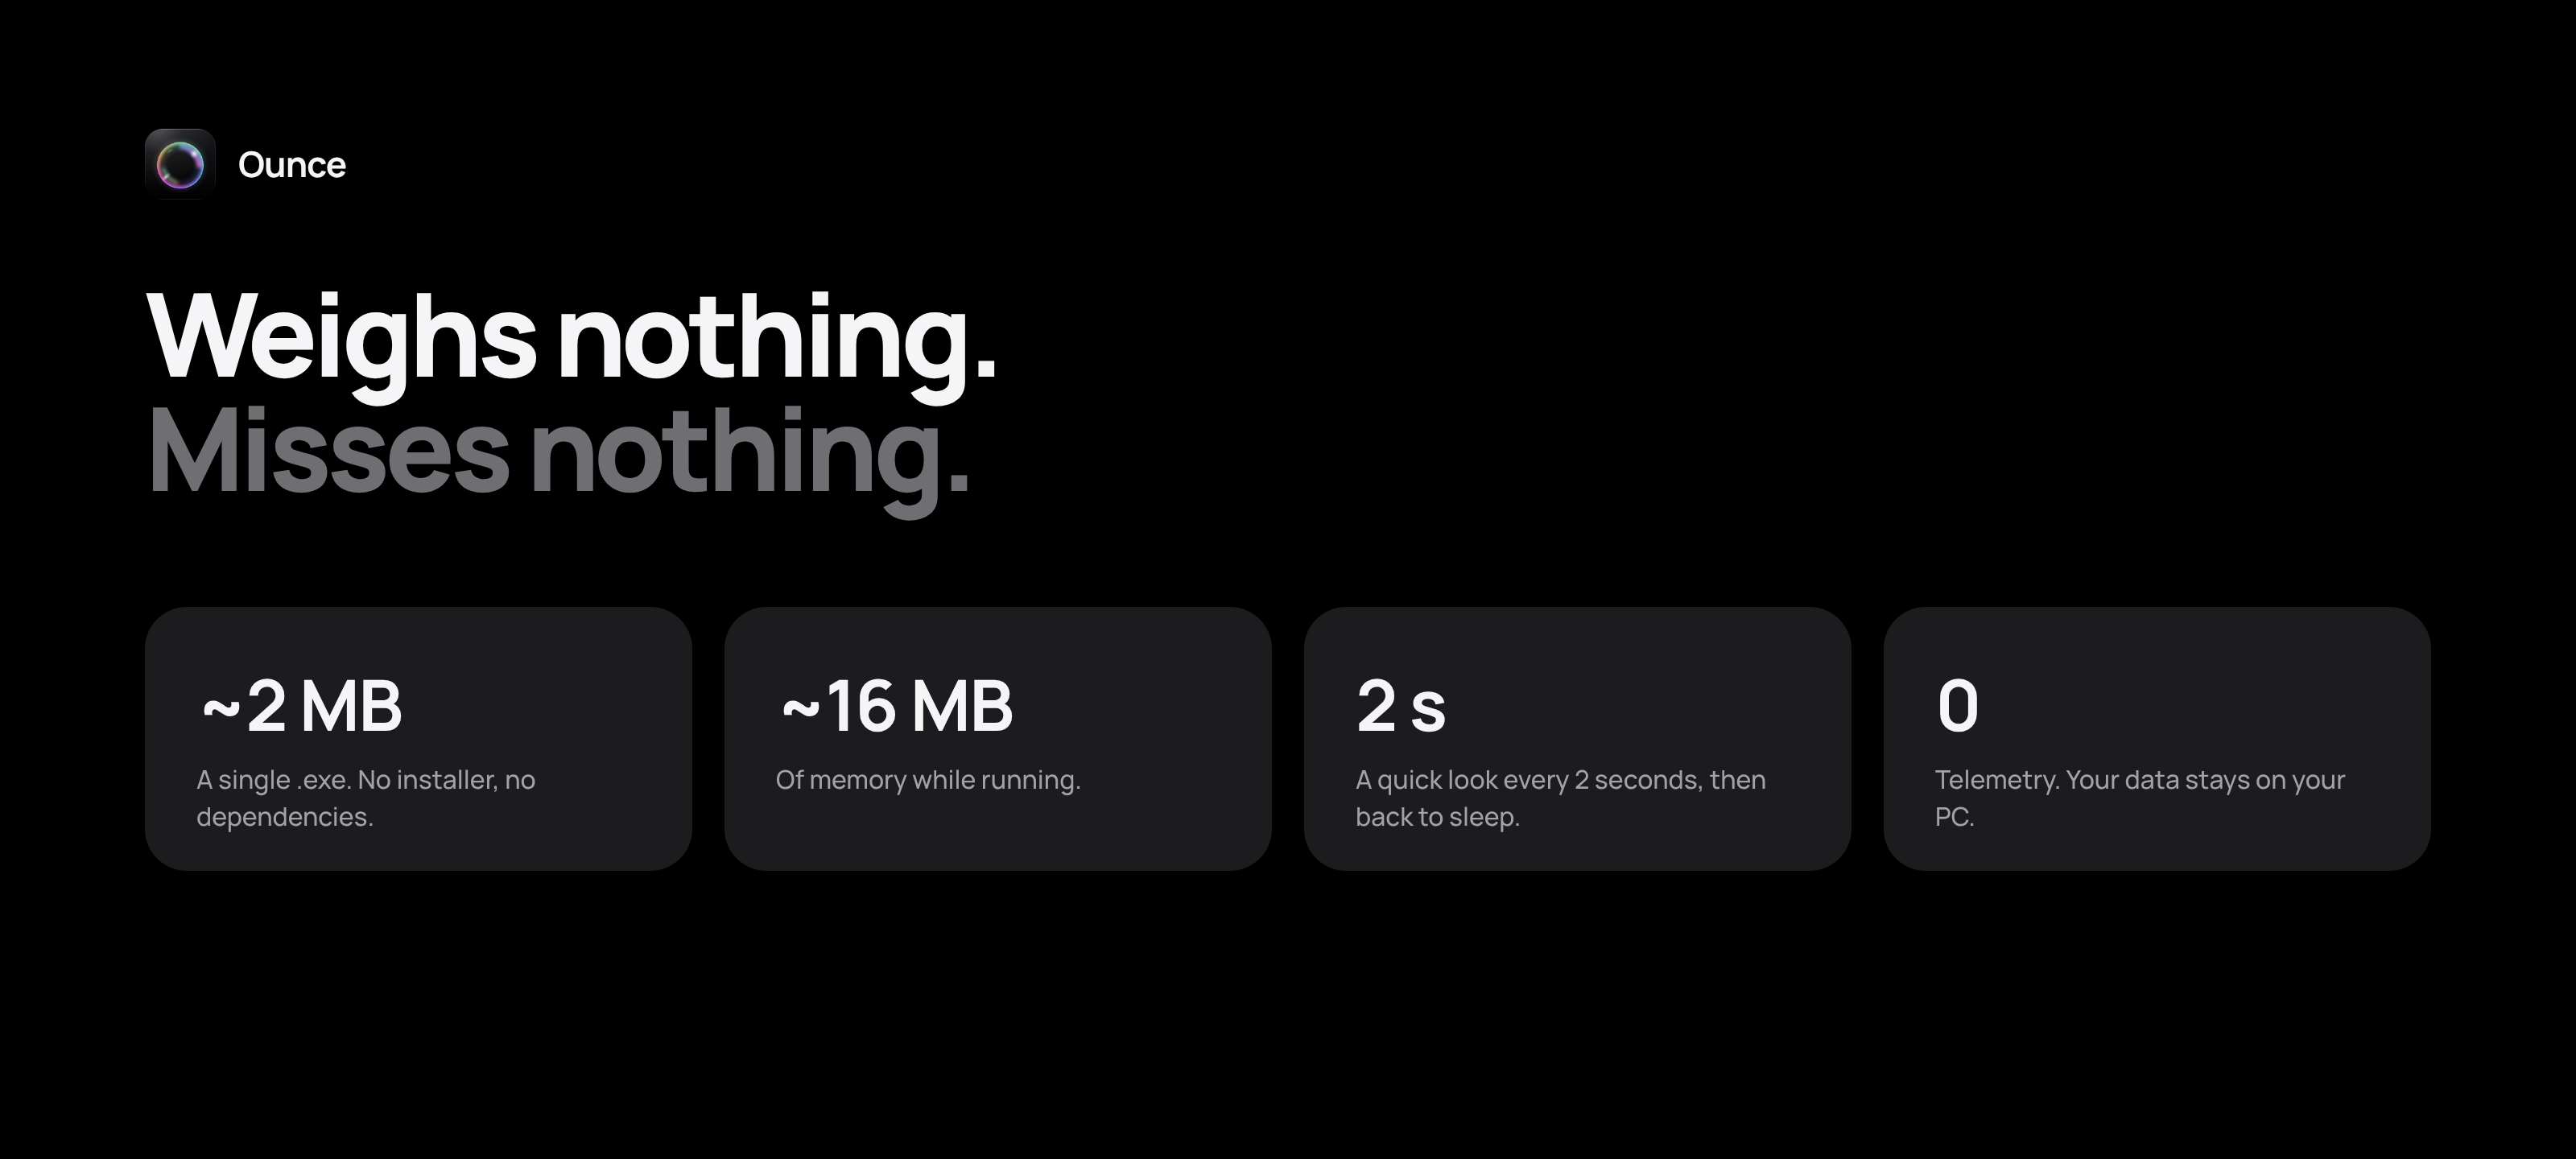 Ounce
Weighs nothing.
Misses nothing.
~2 MB
A single .exe. No installer, no
dependencies.
~16 MB
Of memory while running.
2 s
A quick look every 2 seconds, then
back to sleep.
0
Telemetry. Your data stays on your
PC.